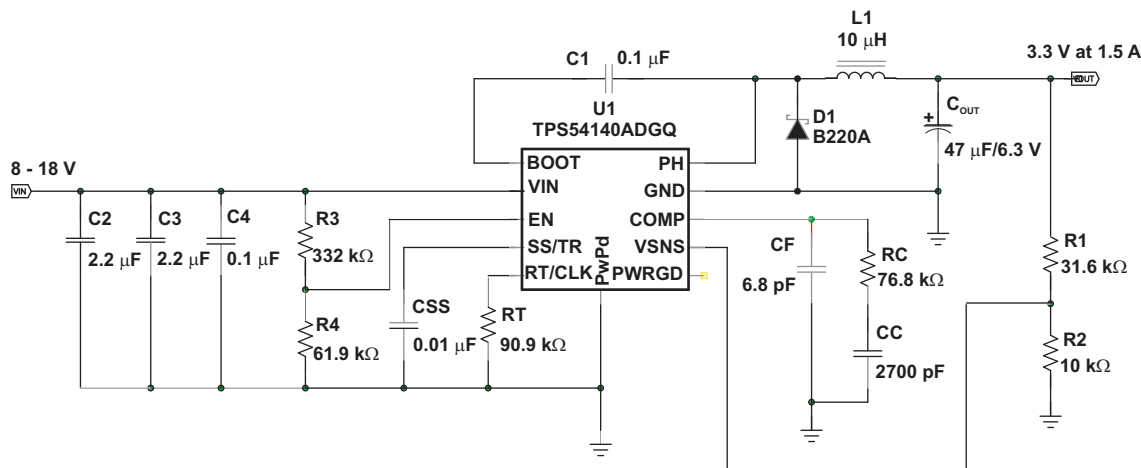 L1
10 μH
3.3 V at 1.5 A
C1
0.1 μF
U1
TPS54140ADGQ
D1
B220A
COUT
+
47 μF/6.3 V
8 - 18 V
VIN
BOOT
PH
VIN
GND
EN
COMP
SS/TR
VSNS
RT/CLK
PwPd
PWRGD
C2
2.2 μF
C3
2.2 μF
C4
0.1 μF
R3
332 kΩ
R4
61.9 kΩ
CSS
0.01 μF
RT
90.9 kΩ
CF
6.8 pF
RC
76.8 kΩ
CC
2700 pF
R1
31.6 kΩ
R2
10 kΩ